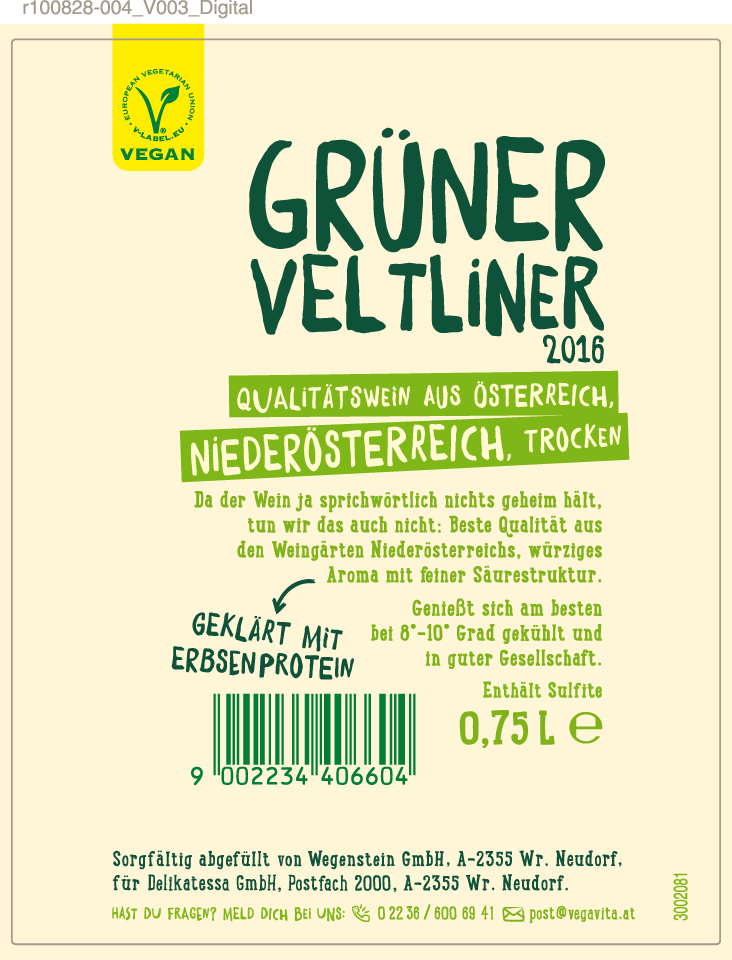 r100828-004_V003_Digital
EUROPEAN VEGETARIAN UNION
• V-LABEL.EU •
®
VEGAN
GRÜNER
VELTLiNER
2016
QUALiTÄTSWEiN AUS ÖSTERREICH,
NiEDERÖSTERREICH, TROCKEN
Da der Wein ja sprichwörtlich nichts geheim hält,
tun wir das auch nicht: Beste Qualität aus
den Weingärten Niederösterreichs, würziges
Aroma mit feiner Säurestruktur.
GEKLÄRT MiT
ERBSENPROTEIN
Genießt sich am besten
bei 8°-10° Grad gekühlt und
in guter Gesellschaft.
Enthält Sulfite
0,75 L ℮
9 002234 406604
Sorgfältig abgefüllt von Wegenstein GmbH, A-2355 Wr. Neudorf,
für Delikatessa GmbH, Postfach 2000, A-2355 Wr. Neudorf.
HAST DU FRAGEN? MELD DICH BEi UNS: 0 22 36 / 600 69 41 post@vegavita.at
3002081